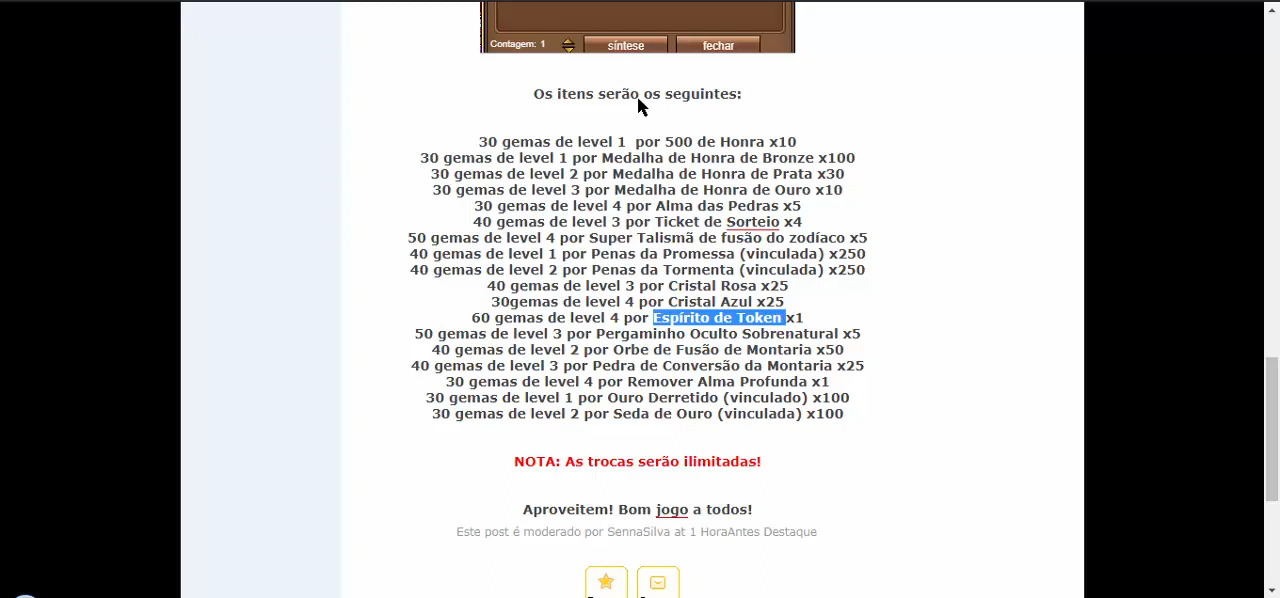 Contagem: 1 síntese fechar
Os itens serão os seguintes:
30 gemas de level 1 por 500 de Honra x10
30 gemas de level 1 por Medalha de Honra de Bronze x100
30 gemas de level 2 por Medalha de Honra de Prata x30
30 gemas de level 3 por Medalha de Honra de Ouro x10
30 gemas de level 4 por Alma das Pedras x5
40 gemas de level 3 por Ticket de Sorteio x4
50 gemas de level 4 por Super Talismã de fusão do zodíaco x5
40 gemas de level 1 por Penas da Promessa (vinculada) x250
40 gemas de level 2 por Penas da Tormenta (vinculada) x250
40 gemas de level 3 por Cristal Rosa x25
30gemas de level 4 por Cristal Azul x25
60 gemas de level 4 por Espírito de Token x1
50 gemas de level 3 por Pergaminho Oculto Sobrenatural x5
40 gemas de level 2 por Orbe de Fusão de Montaria x50
40 gemas de level 3 por Pedra de Conversão da Montaria x25
30 gemas de level 4 por Remover Alma Profunda x1
30 gemas de level 1 por Ouro Derretido (vinculado) x100
30 gemas de level 2 por Seda de Ouro (vinculada) x100
NOTA: As trocas serão ilimitadas!
Aproveitem! Bom jogo a todos!
Este post é moderado por SennaSilva at 1 HoraAntes Destaque